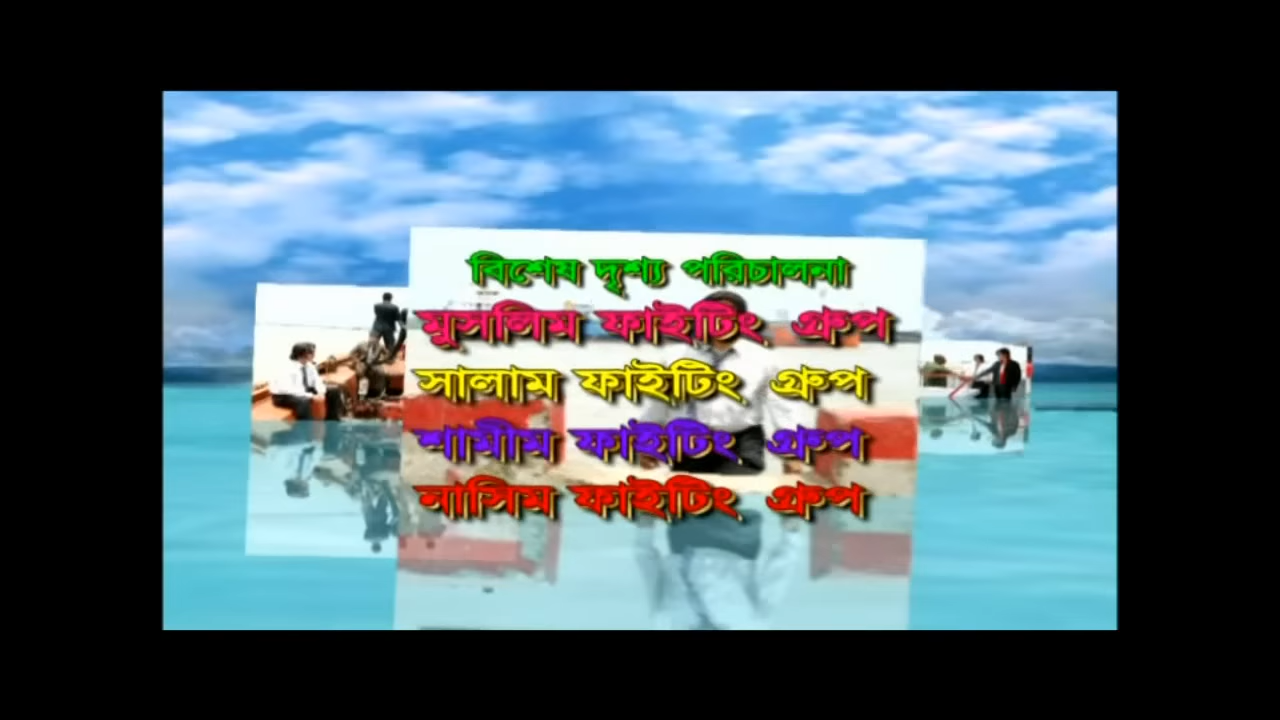 বিশেষ দৃশ্য পরিচালনা
মুসলিম ফাইটিং গ্রুপ
সালাম ফাইটিং গ্রুপ
শামীম ফাইটিং গ্রুপ
নাসিম ফাইটিং গ্রুপ